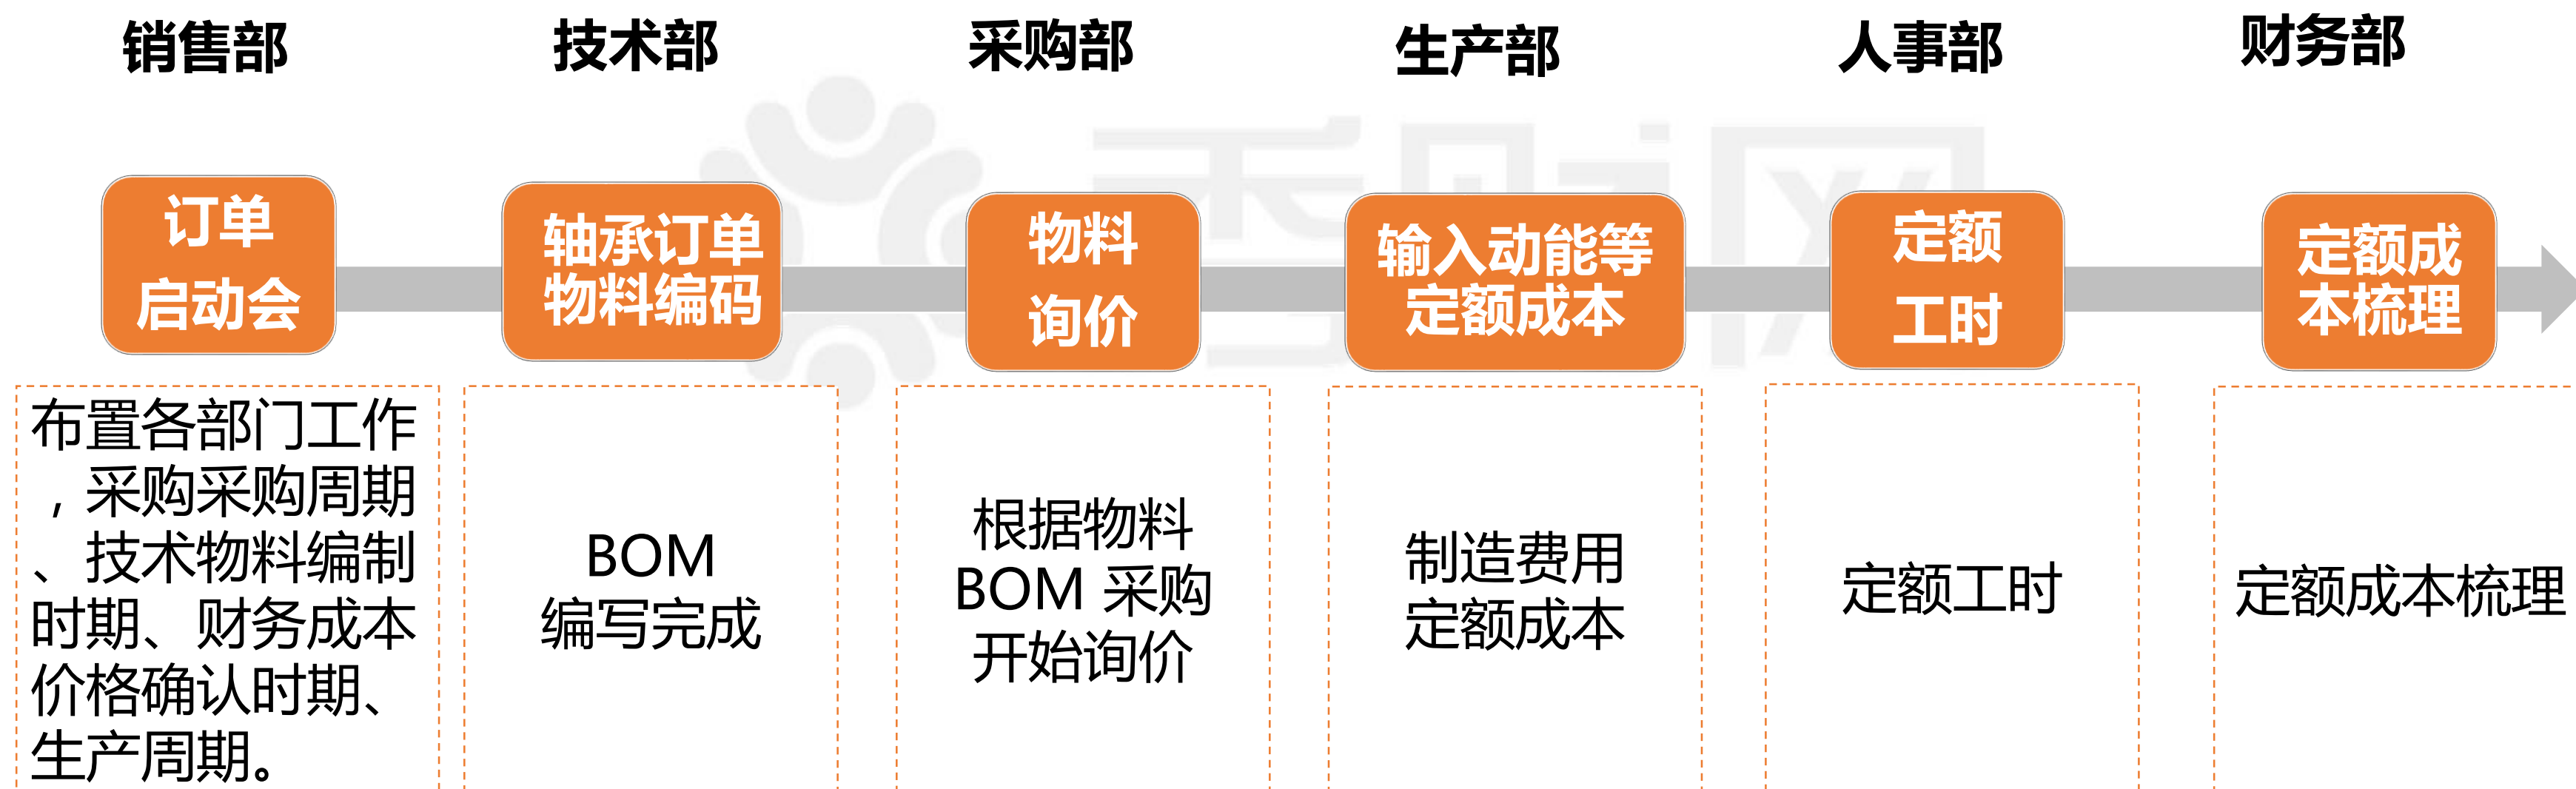 销售部
技术部
采购部
生产部
人事部
财务部
订单
启动会
轴承订单
物料编码
物料
询价
输入动能等
定额成本
定额
工时
定额成
本梳理
布置各部门工作
，采购采购周期
、技术物料编制
时期、财务成本
价格确认时期、
生产周期。
BOM
编写完成
根据物料
BOM 采购
开始询价
制造费用
定额成本
定额工时
定额成本梳理